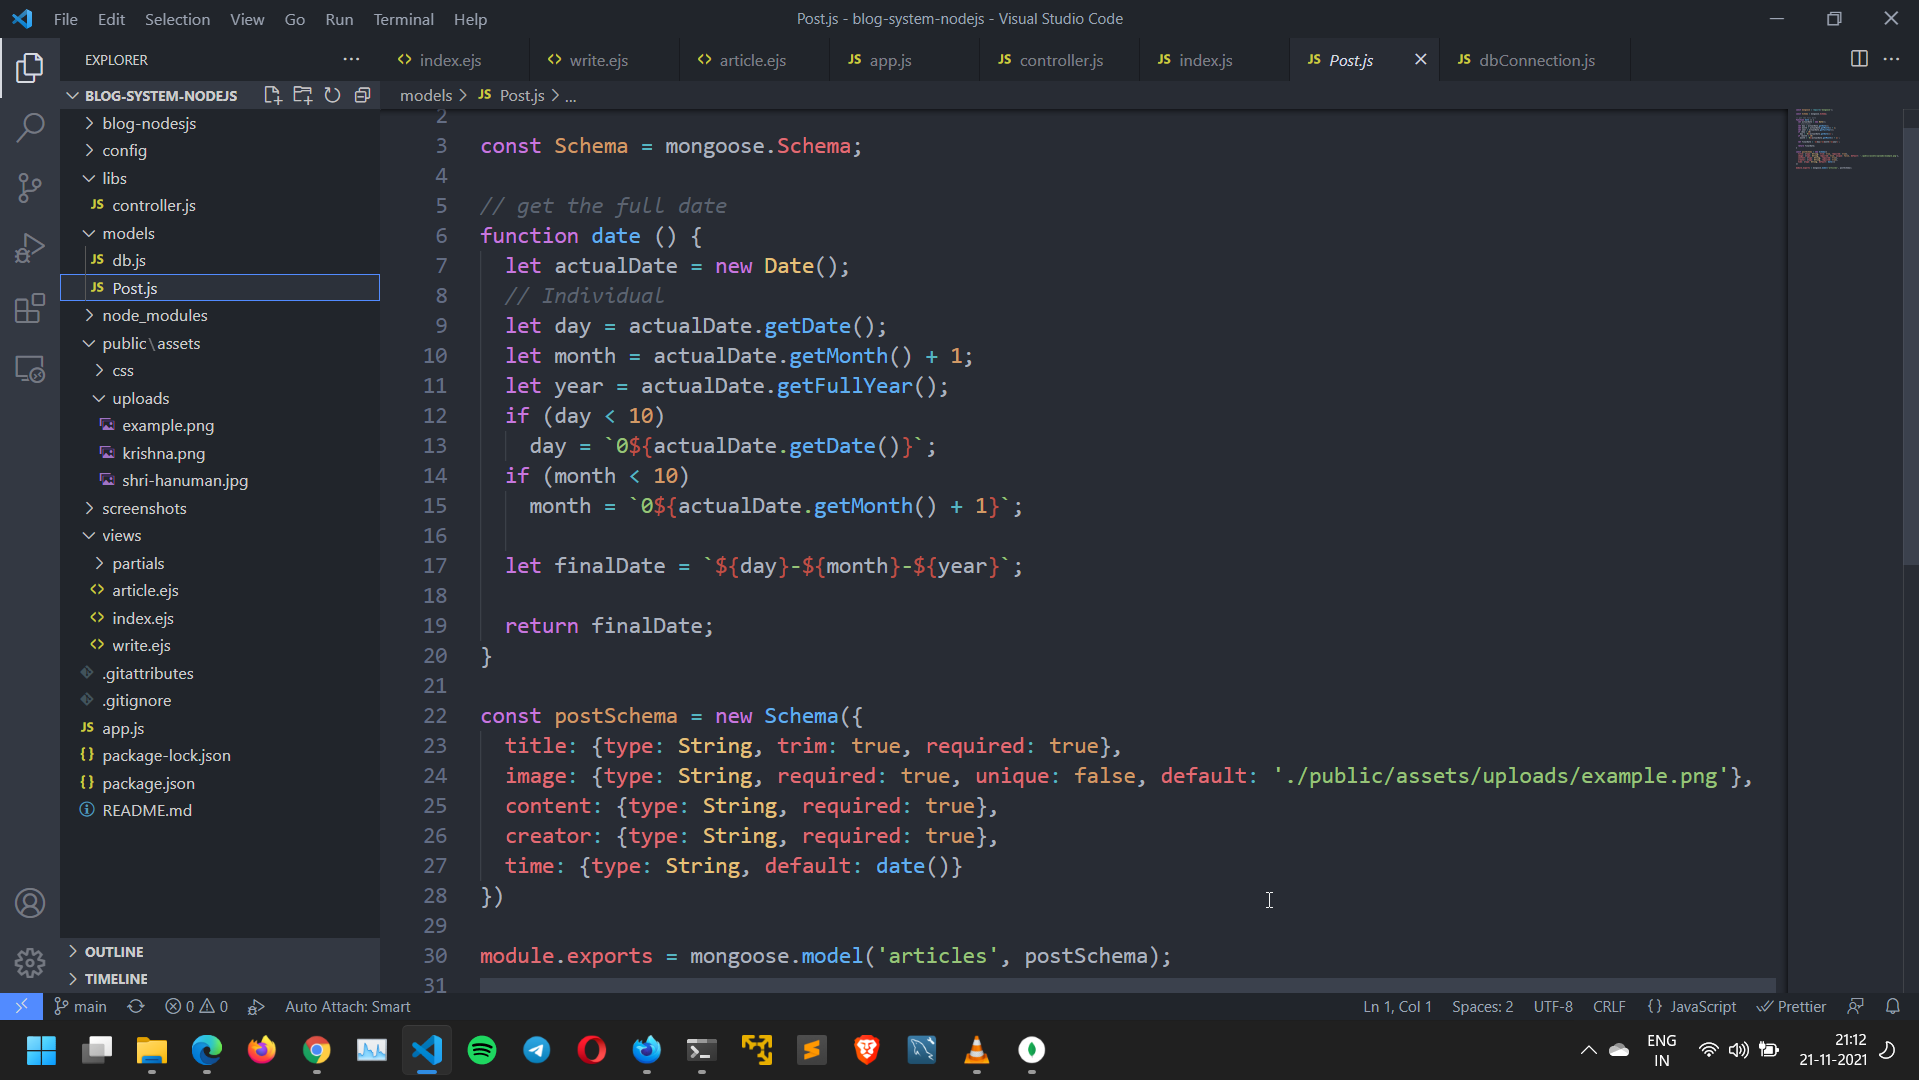 File Edit Selection View Go Run Terminal Help
Post.js - blog-system-nodejs - Visual Studio Code
EXPLORER
BLOG-SYSTEM-NODEJS
blog-nodesjs
config
libs
JS controller.js
models
JS db.js
JS Post.js
node_modules
public\assets
css
uploads
example.png
krishna.png
shri-hanuman.jpg
screenshots
views
partials
<> article.ejs
<> index.ejs
<> write.ejs
.gitattributes
.gitignore
JS app.js
{} package-lock.json
{} package.json
README.md
OUTLINE
TIMELINE
<> index.ejs <> write.ejs <> article.ejs JS app.js JS controller.js JS index.js JS Post.js JS dbConnection.js
models > JS Post.js > ...
2
3 const Schema = mongoose.Schema;
4
5 // get the full date
6 function date () {
7 let actualDate = new Date();
8 // Individual
9 let day = actualDate.getDate();
10 let month = actualDate.getMonth() + 1;
11 let year = actualDate.getFullYear();
12 if (day < 10)
13 day = `0${actualDate.getDate()}`;
14 if (month < 10)
15 month = `0${actualDate.getMonth() + 1}`;
16
17 let finalDate = `${day}-${month}-${year}`;
18
19 return finalDate;
20 }
21
22 const postSchema = new Schema({
23 title: {type: String, trim: true, required: true},
24 image: {type: String, required: true, unique: false, default: './public/assets/uploads/example.png'},
25 content: {type: String, required: true},
26 creator: {type: String, required: true},
27 time: {type: String, default: date()}
28 })
29
30 module.exports = mongoose.model('articles', postSchema);
31
main 0 0 Auto Attach: Smart Ln 1, Col 1 Spaces: 2 UTF-8 CRLF {} JavaScript Prettier
ENG
IN
21:12
21-11-2021